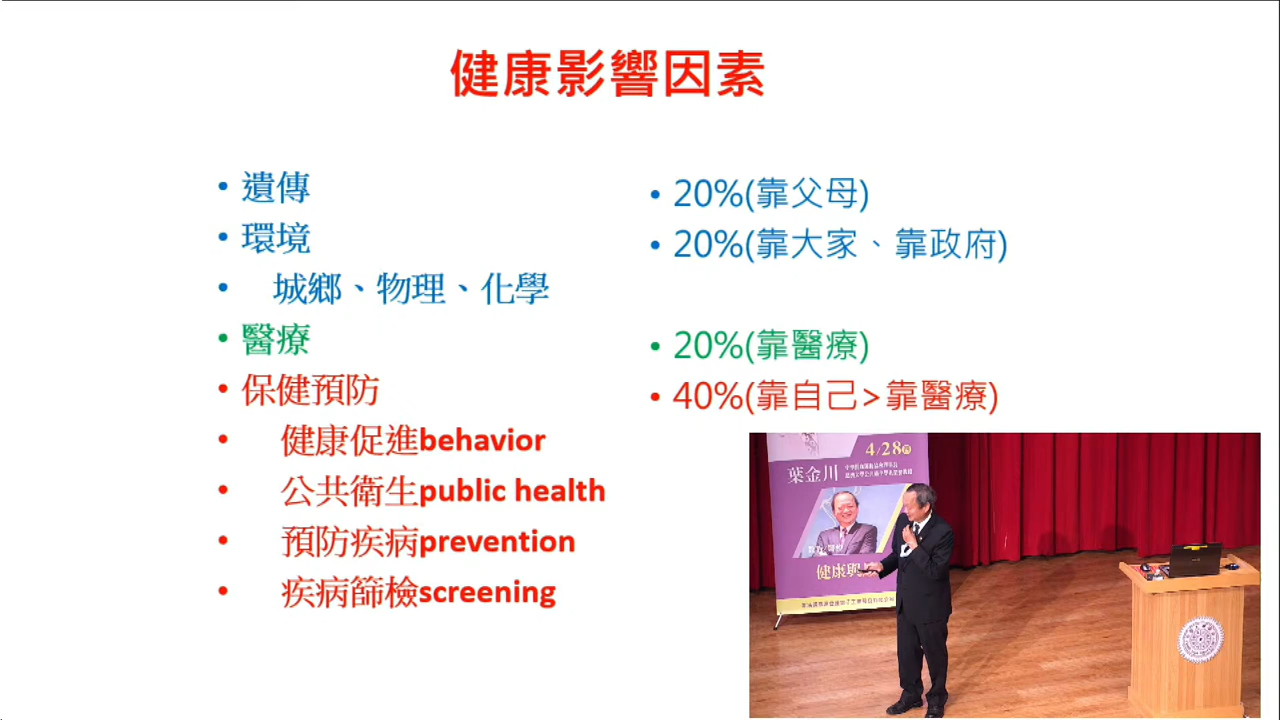 健康影響因素
• 遺傳
• 20%(靠父母)
• 環境
• 20%(靠大家、靠政府)
• 城鄉、物理、化學
• 醫療
• 20%(靠醫療)
• 保健預防
• 40%(靠自己>靠醫療)
• 健康促進behavior
• 公共衛生public health
• 預防疾病prevention
• 疾病篩檢screening
4/28
葉金川
健康